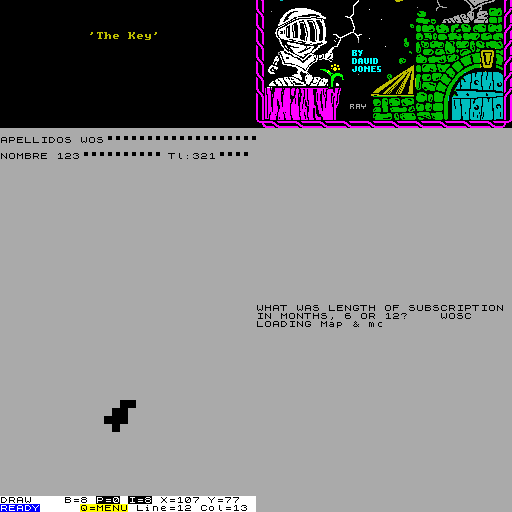 'The Key'
BY
DAVID
JONES
RAY
APELLIDOS WOS
NOMBRE 123 Tl:321
WHAT WAS LENGTH OF SUBSCRIPTION
IN MONTHS, 6 OR 12? WOSC
LOADING Map & mc
DRAW B=8 P=0 I=8 X=107 Y=77
READY Q=MENU Line=12 Col=13